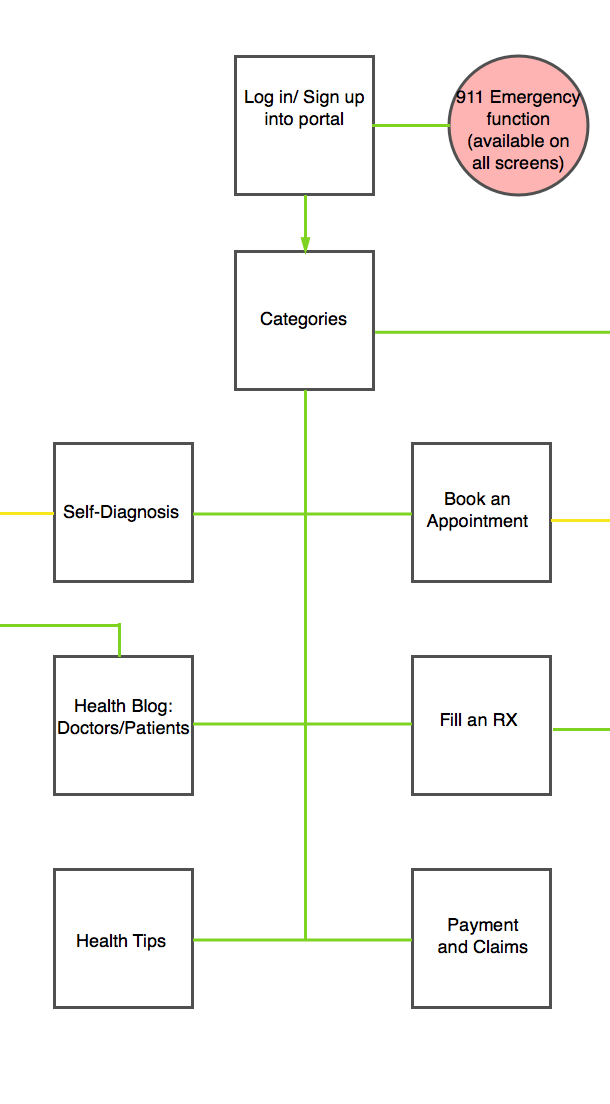 Log in/ Sign up
into portal
911 Emergency
function
(available on
all screens)
Categories
Self-Diagnosis
Book an
Appointment
Health Blog:
Doctors/Patients
Fill an RX
Health Tips
Payment
and Claims